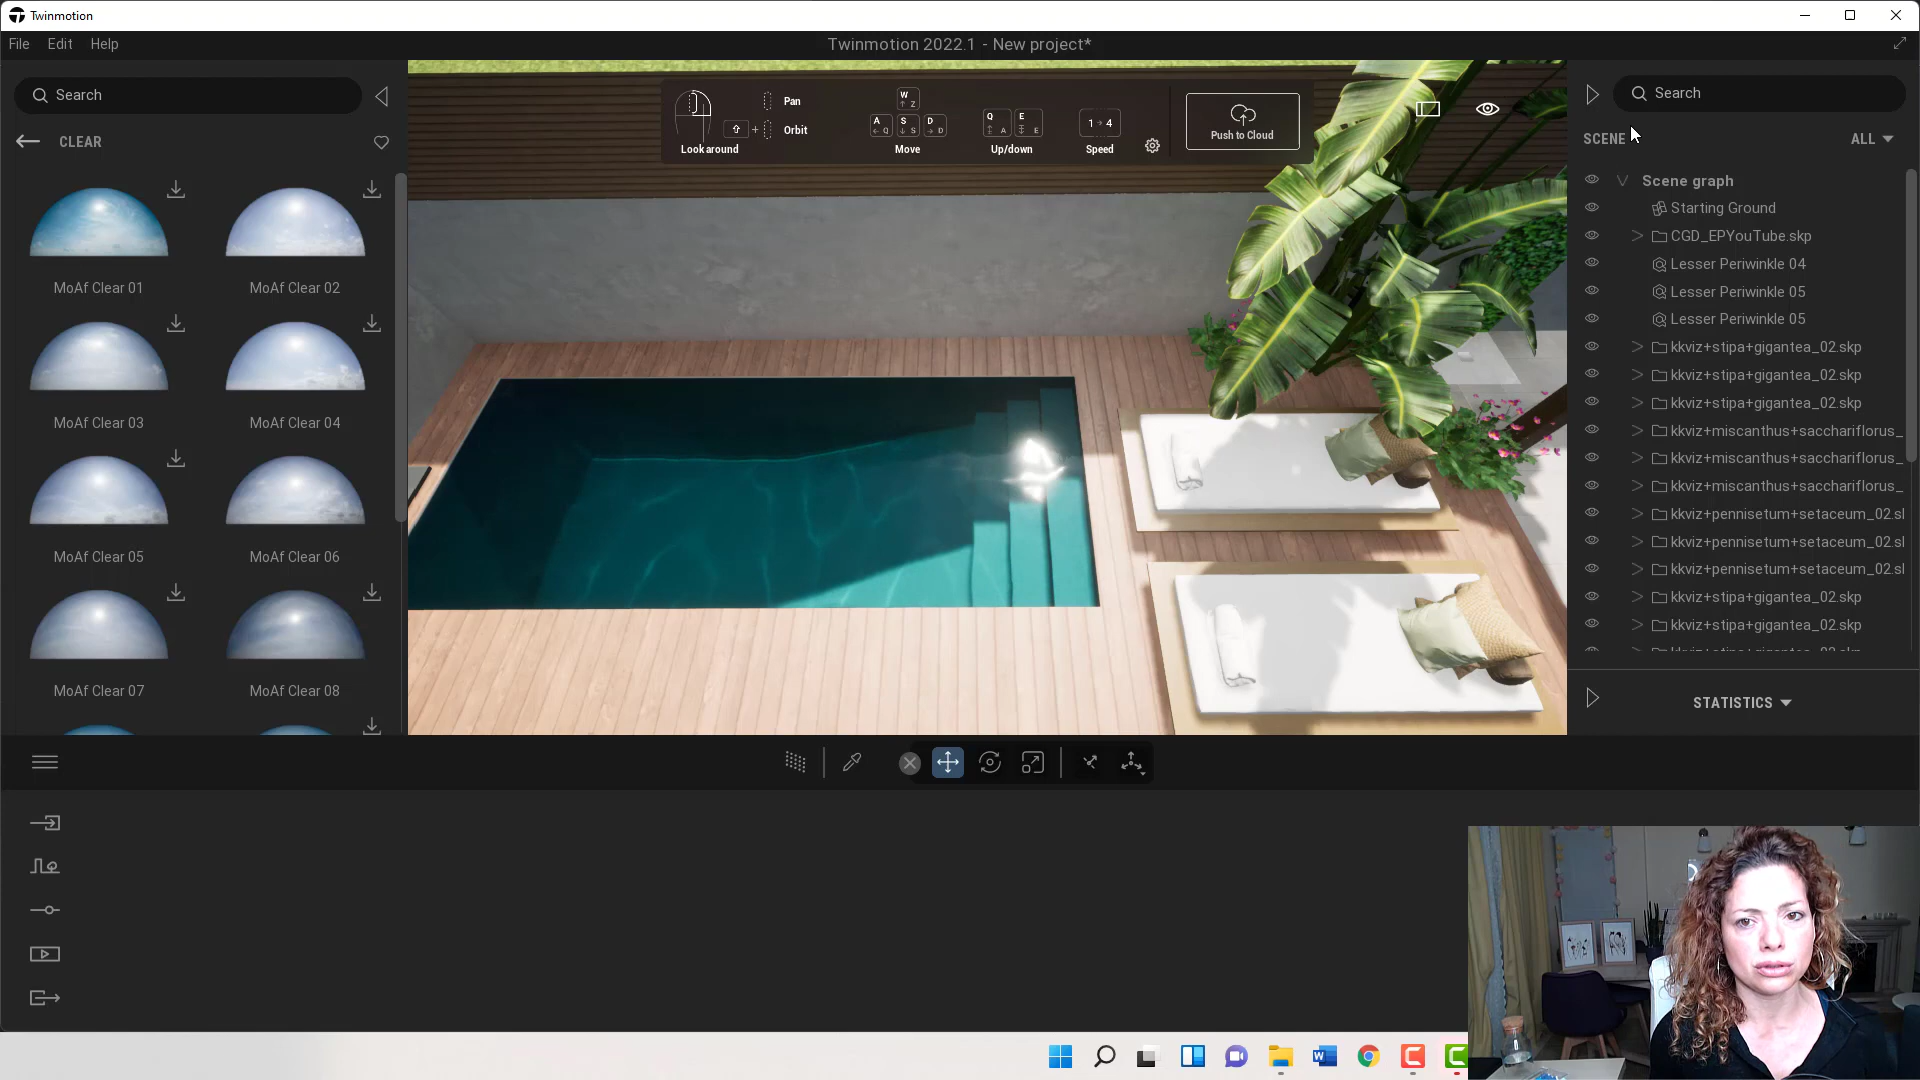 Twinmotion
File Edit Help
Twinmotion 2022.1 - New project*
Search
CLEAR
MoAf Clear 01
MoAf Clear 02
MoAf Clear 03
MoAf Clear 04
MoAf Clear 05
MoAf Clear 06
MoAf Clear 07
MoAf Clear 08
Look around
Pan
+ Orbit
W
↑ Z
A
← Q
S
↓ S
D
→ D
Move
Q
A
E
E
Up/down
1 → 4
Speed
Push to Cloud
Search
SCENE
ALL
Scene graph
Starting Ground
CGD_EPYouTube.skp
Lesser Periwinkle 04
Lesser Periwinkle 05
Lesser Periwinkle 05
kkviz+stipa+gigantea_02.skp
kkviz+stipa+gigantea_02.skp
kkviz+stipa+gigantea_02.skp
kkviz+miscanthus+sacchariflorus_
kkviz+miscanthus+sacchariflorus_
kkviz+miscanthus+sacchariflorus_
kkviz+pennisetum+setaceum_02.sl
kkviz+pennisetum+setaceum_02.sl
kkviz+pennisetum+setaceum_02.sl
kkviz+stipa+gigantea_02.skp
kkviz+stipa+gigantea_02.skp
STATISTICS